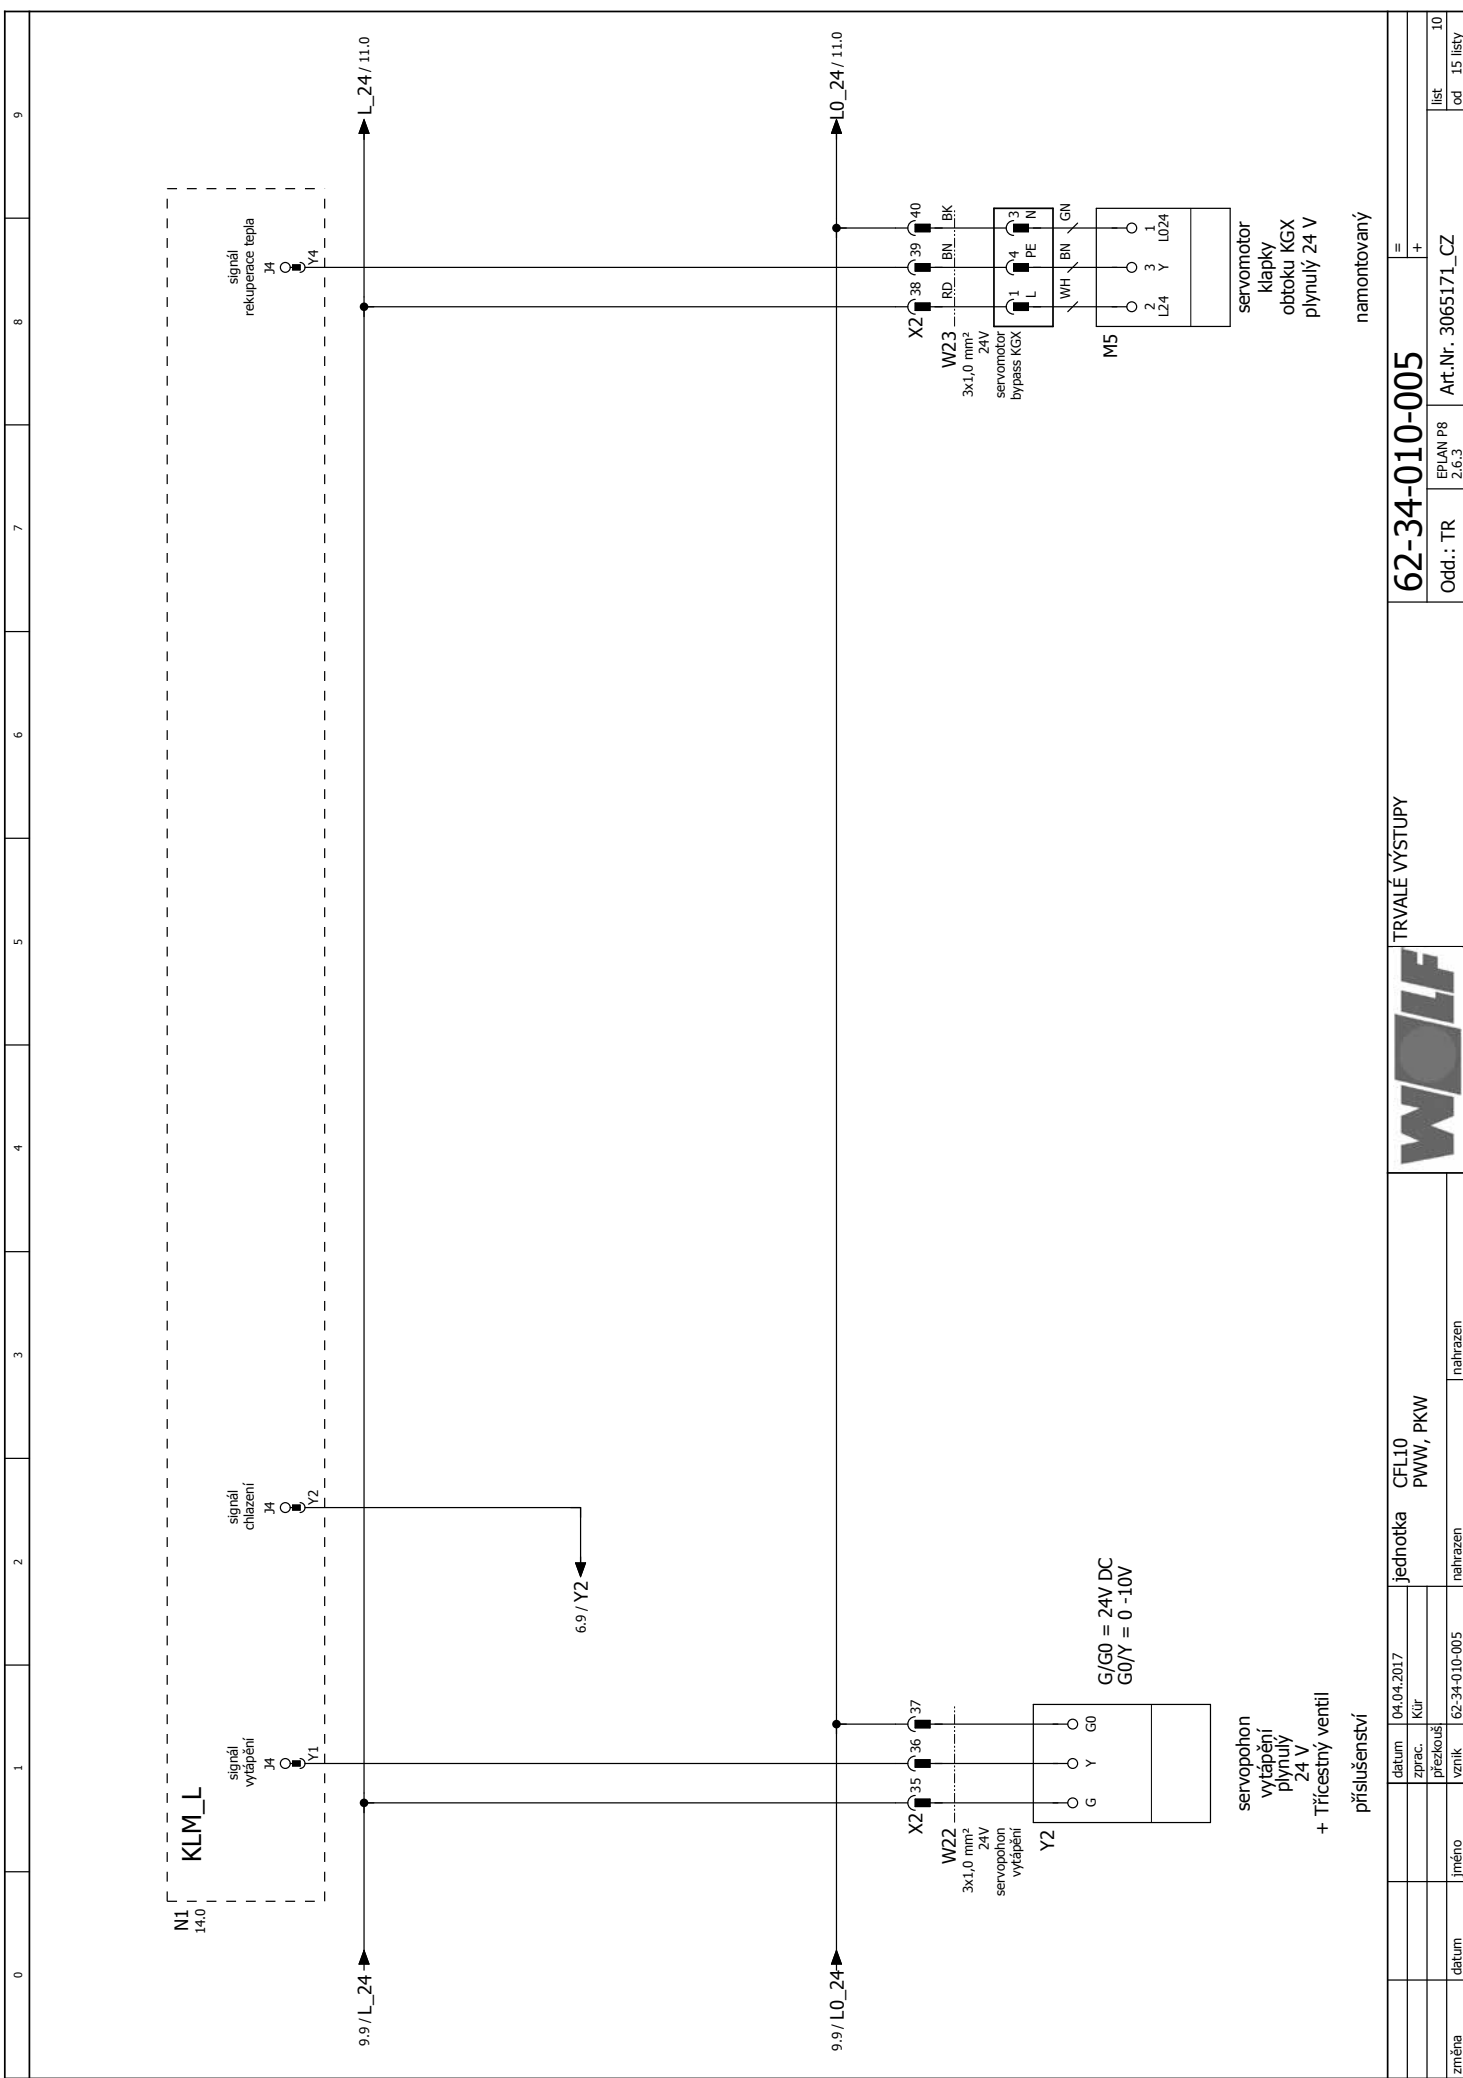 0 1 2 3 4 5 6 7 8 9
N1
14.0
KLM_L
signál
vytápění
J4
Y1
signál
chlazení
J4
Y2
signál
rekuperace tepla
J4
Y4
9.9 / L_24
L_24 / 11.0
6.9 / Y2
9.9 / L0_24
L0_24 / 11.0
X2 35 36 37
W22
3x1,0 mm²
24V
servopohon
vytápění
Y2
G Y G0
G/G0 = 24V DC
G0/Y = 0 -10V
servopohon
vytápění
plynulý
24 V
+ Třícestný ventil
příslušenství
X2 38 39 40
RD BN BK
W23
3x1,0 mm²
24V
servomotor
bypass KGX
1 4 3
L PE N
WH BN GN
M5
2 3 1
L24 Y L024
servomotor
klapky
obtoku KGX
plynulý 24 V
namontovaný
změna
datum
jméno
datum 04.04.2017
zprac. Kür
přezkouš.
vznik 62-34-010-005
jednotka CFL10
PWW, PKW
nahrazen
nahrazen
WOLF
TRVALÉ VÝSTUPY
62-34-010-005
=
+
Odd.: TR
EPLAN P8
2.6.3
Art.Nr. 3065171_CZ
list 10
od 15 listy